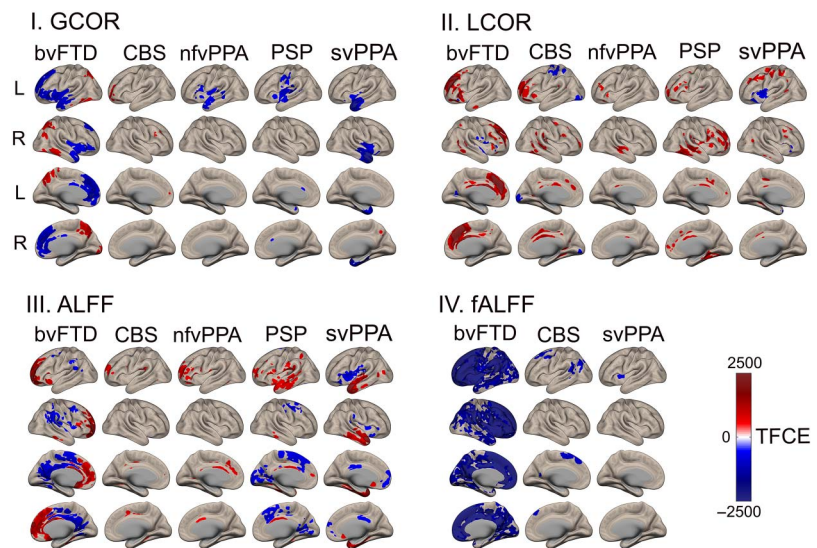 I. GCOR
bvFTD CBS nfvPPA PSP svPPA
L
R
L
R
II. LCOR
bvFTD CBS nfvPPA PSP svPPA
III. ALFF
bvFTD CBS nfvPPA PSP svPPA
IV. fALFF
bvFTD CBS svPPA
2500
0 TFCE
−2500